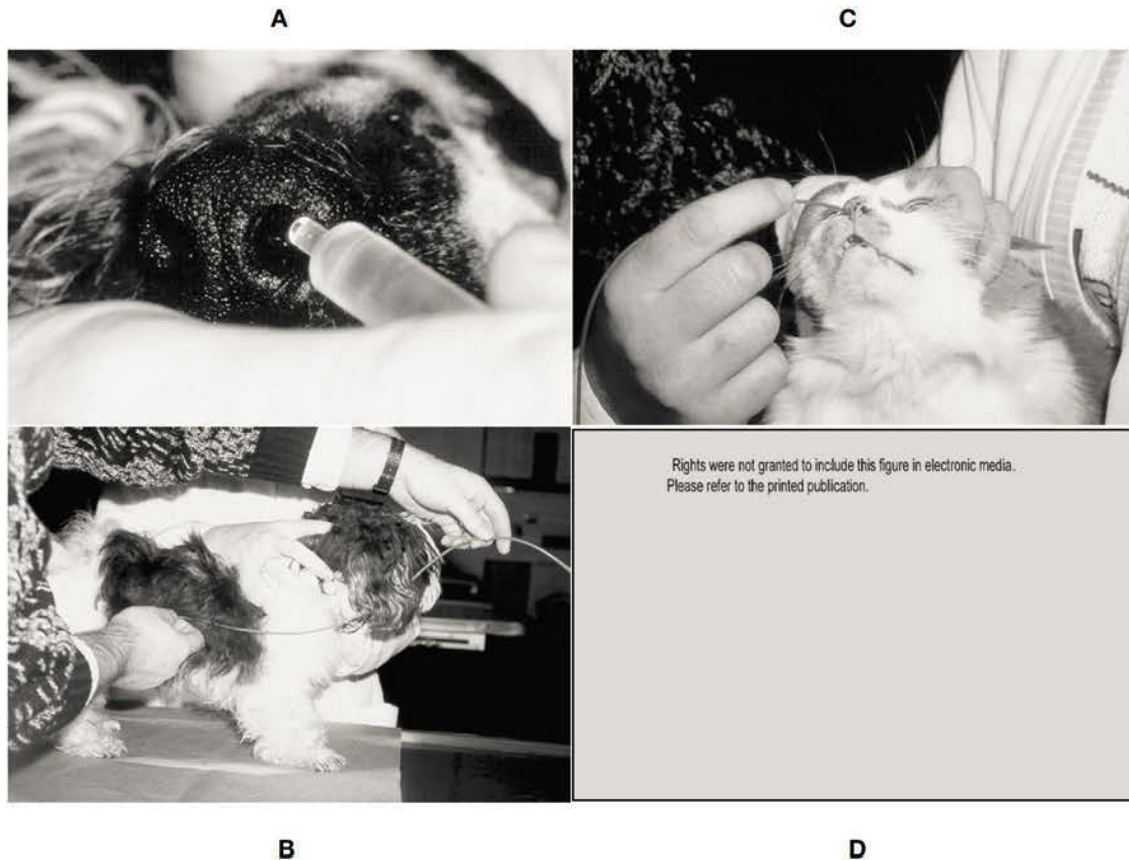 A
C
Rights were not granted to include this figure in electronic media.
Please refer to the printed publication.
B
D